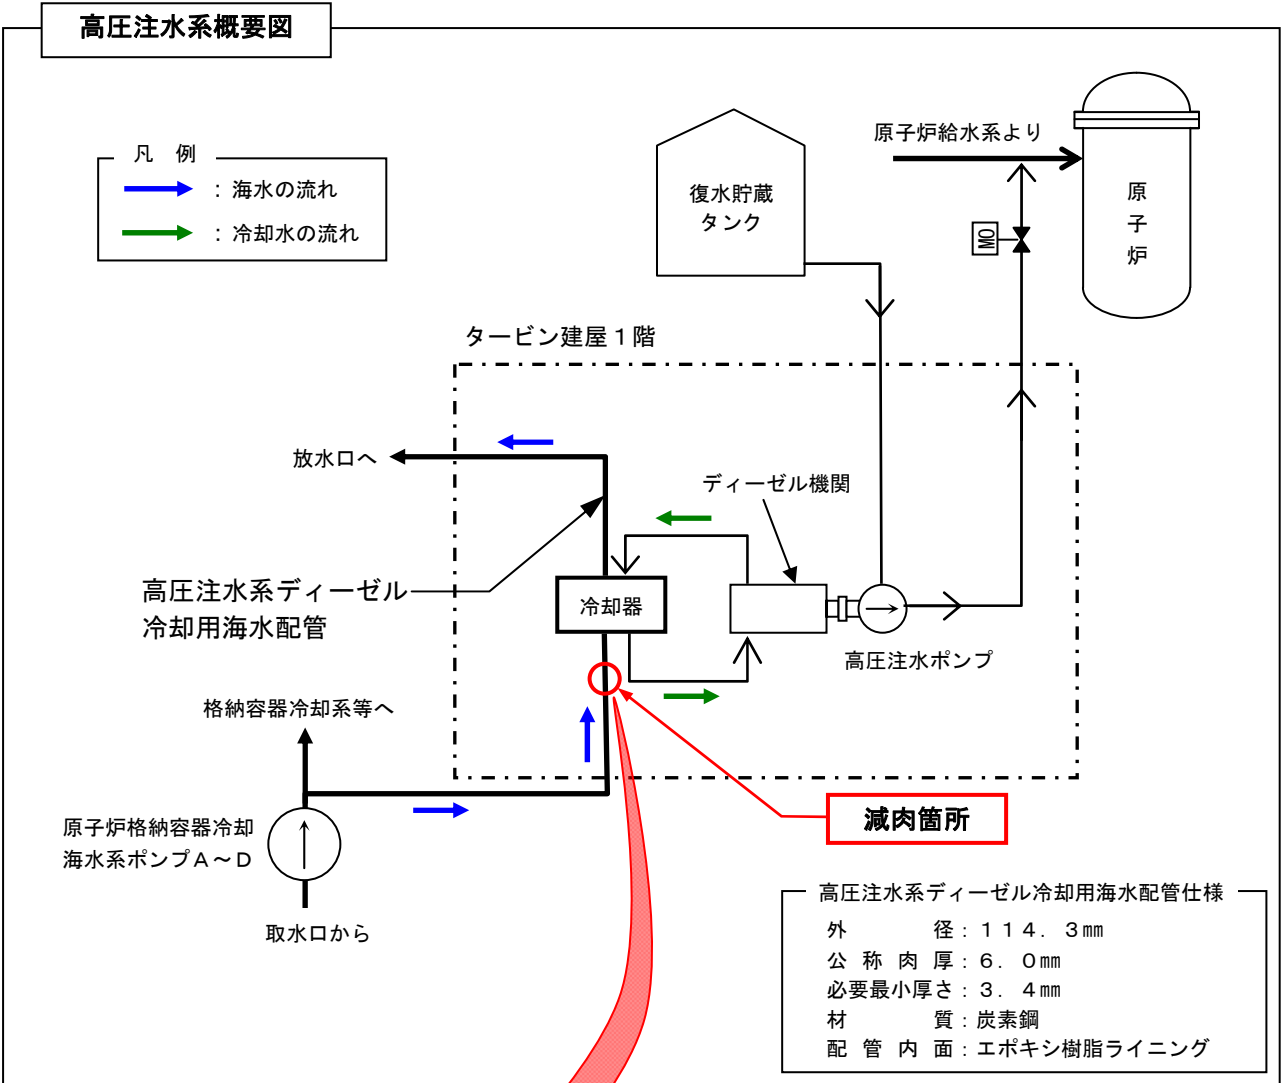 高圧注水系概要図
凡 例
：海水の流れ
：冷却水の流れ
復水貯蔵
タンク
原子炉給水系より
原子炉
MO
タービン建屋１階
放水口へ
ディーゼル機関
高圧注水系ディーゼル
冷却用海水配管
冷却器
高圧注水ポンプ
格納容器冷却系等へ
減肉箇所
原子炉格納容器冷却
海水系ポンプＡ～Ｄ
取水口から
高圧注水系ディーゼル冷却用海水配管仕様
外　　　　径：１１４．３㎜
公 称 肉 厚：６．０㎜
必要最小厚さ：３．４㎜
材　　　　質：炭素鋼
配 管 内 面：エポキシ樹脂ライニング